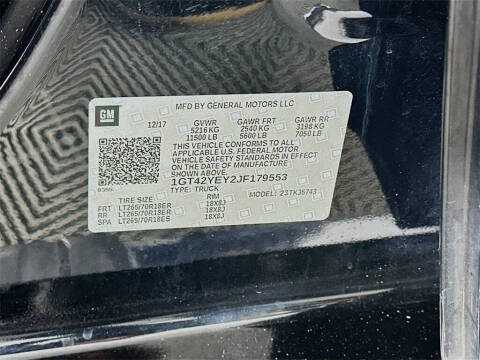 GM
MFD BY GENERAL MOTORS LLC
12/17 GVWR GAWR FRT GAWR RR
5216 KG 2540 KG 3198 KG
11500 LB 5600 LB 7050 LB
THIS VEHICLE CONFORMS TO ALL
APPLICABLE U.S. FEDERAL MOTOR
VEHICLE SAFETY STANDARDS IN
EFFECT ON THE DATE OF MANUFACTURE
SHOWN ABOVE.
1GT42YEY2JF179553
TYPE: TRUCK MODEL: 2STK35743
TIRE SIZE RIM
FRT LT265/70R18ER 18X8J
RR LT265/70R18ER 18X8J
SPA LT265/70R18ES 18X8J